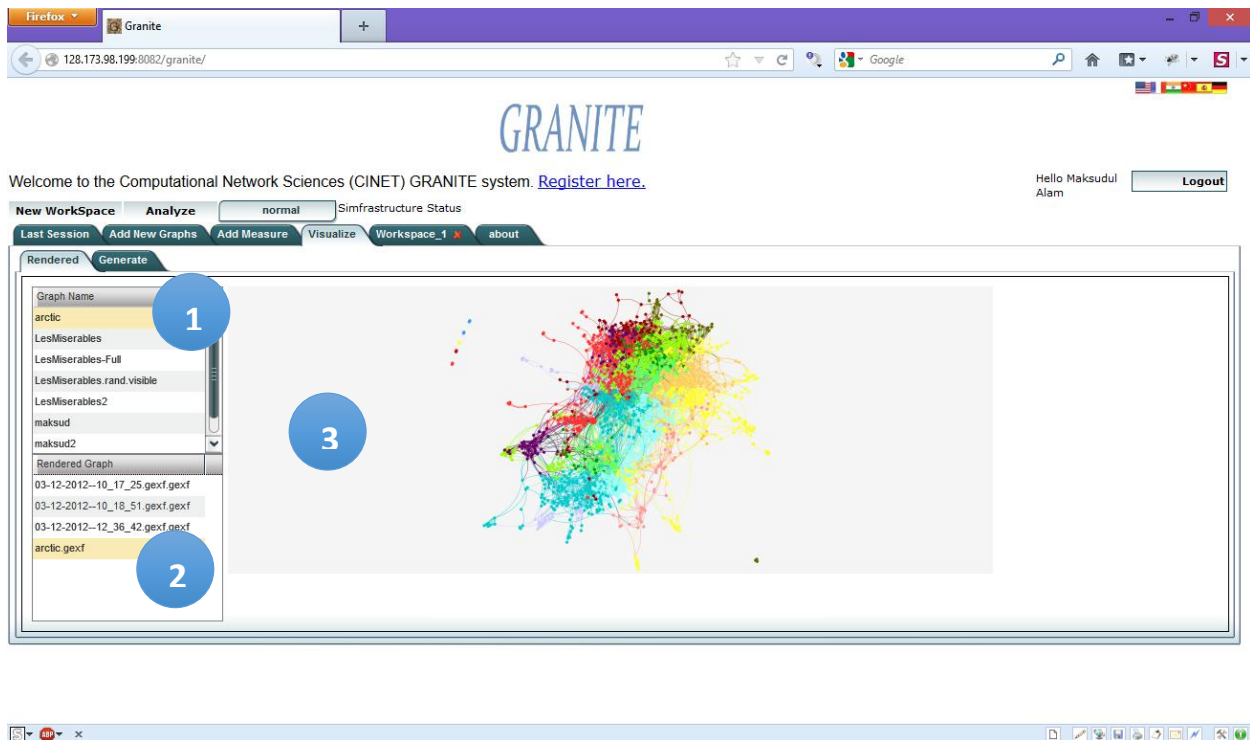 Firefox
Granite
+
128.173.98.199:8082/granite/
Google
GRANITE
Welcome to the Computational Network Sciences (CINET) GRANITE system. Register here.
Hello Maksudul Alam
Logout
New WorkSpace Analyze normal Simfrastructure Status
Last Session Add New Graphs Add Measure Visualize Workspace_1 x about
Rendered Generate
Graph Name
1
arctic
LesMiserables
LesMiserables-Full
LesMiserables.rand.visible
LesMiserables2
maksud
3
maksud2
Rendered Graph
03-12-2012--10_17_25.gexf.gexf
03-12-2012--10_18_51.gexf.gexf
03-12-2012--12_36_42.gexf.gexf
arctic.gexf
2
S ABP x